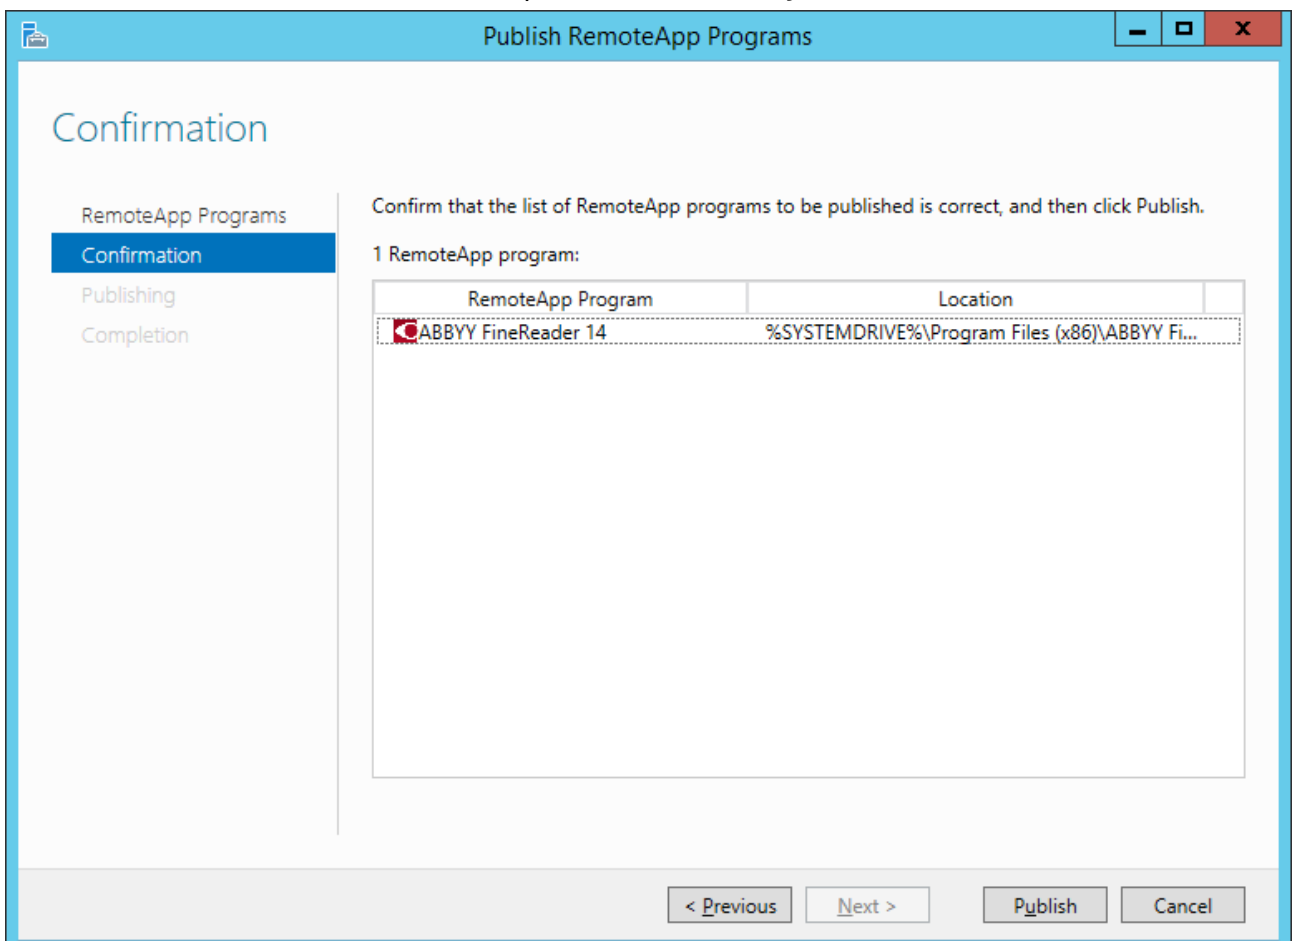 Publish RemoteApp Programs
Confirmation
RemoteApp Programs
Confirmation
Publishing
Completion
Confirm that the list of RemoteApp programs to be published is correct, and then click Publish.
1 RemoteApp program:
RemoteApp Program Location
ABBYY FineReader 14 %SYSTEMDRIVE%\Program Files (x86)\ABBYY Fi...
< Previous Next > Publish Cancel